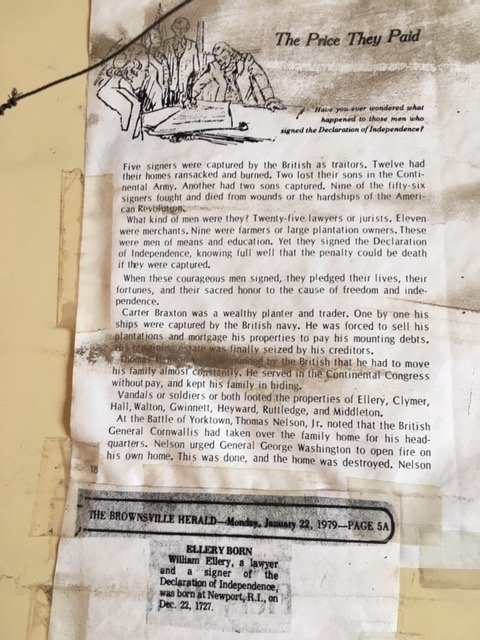 The Price They Paid
Have you ever wondered what
happened to those men who
signed the Declaration of Independence?
Five signers were captured by the British as traitors. Twelve had
their homes ransacked and burned. Two lost their sons in the Conti-
nental Army. Another had two sons captured. Nine of the fifty-six
signers fought and died from wounds or the hardships of the Ameri-
can Revolution.
What kind of men were they? Twenty-five lawyers or jurists. Eleven
were merchants. Nine were farmers or large plantation owners. These
were men of means and education. Yet they signed the Declaration
of Independence, knowing full well that the penalty could be death
if they were captured.
When these courageous men signed, they pledged their lives, their
fortunes, and their sacred honor to the cause of freedom and inde-
pendence.
Carter Braxton was a wealthy planter and trader. One by one his
ships were captured by the British navy. He was forced to sell his
plantations and mortgage his properties to pay his mounting debts.
estate was finally seized by his creditors.
Thomas by the British that he had to move
his family almost constantly. He served in the Continental Congress
without pay, and kept his family in hiding.
Vandals or soldiers or both looted the properties of Ellery, Clymer,
Hall, Walton, Gwinnett, Heyward, Ruttledge, and Middleton.
At the Battle of Yorktown, Thomas Nelson, Jr. noted that the British
General Cornwallis had taken over the family home for his head-
quarters. Nelson urged General George Washington to open fire on
his own home. This was done, and the home was destroyed. Nelson
18
THE BROWNSVILLE HERALD—Monday, January 22, 1979—PAGE 5A
ELLERY BORN
William Ellery, a lawyer
and a signer of the
Declaration of Independence,
was born at Newport, R.I., on
Dec. 22, 1727.